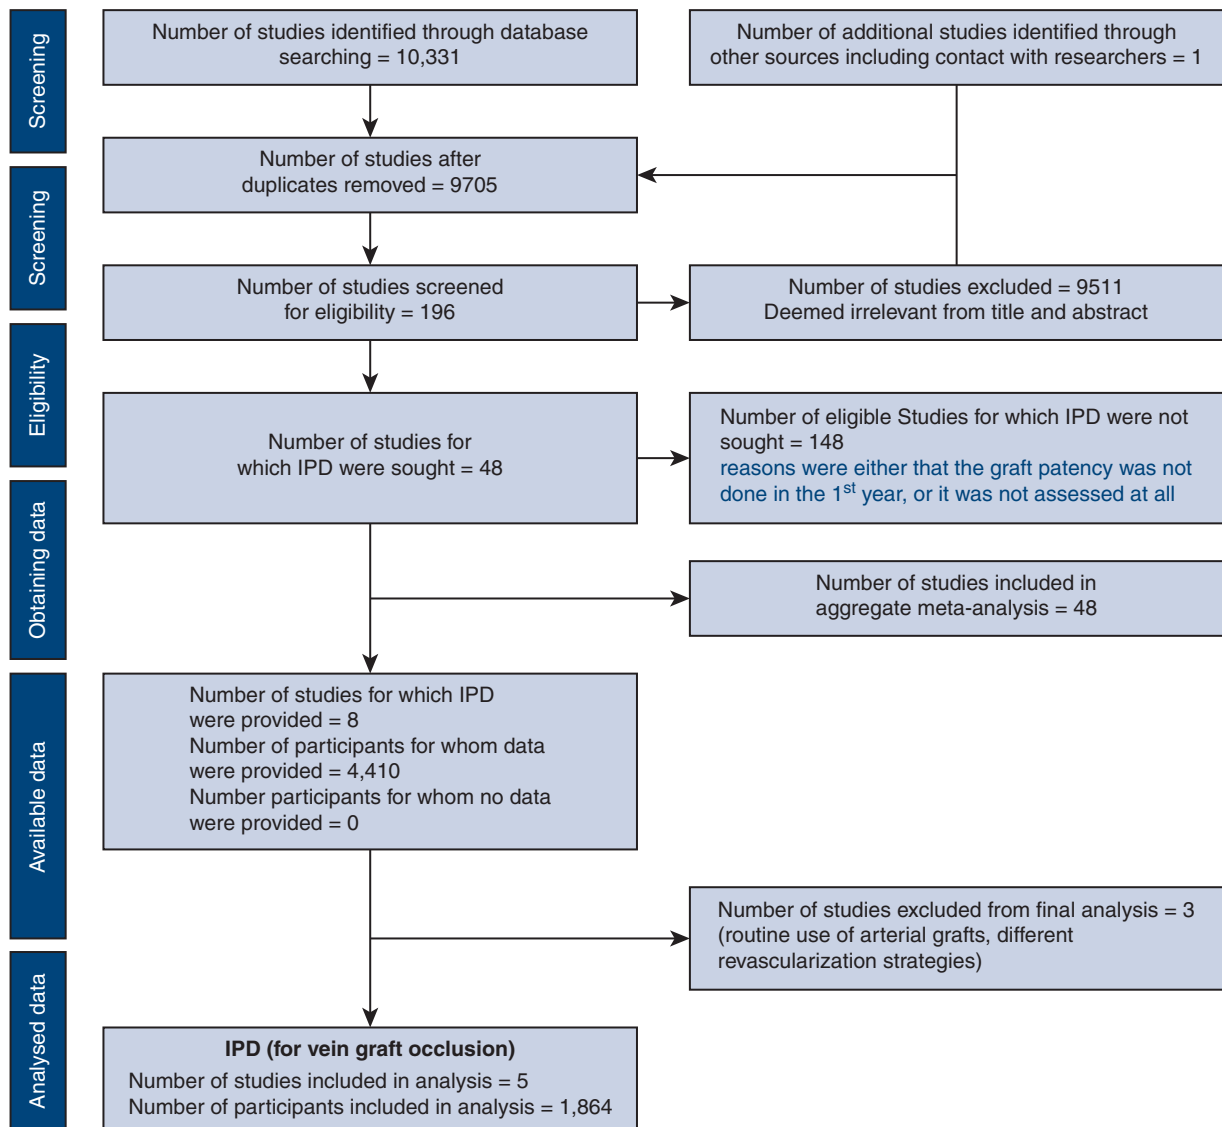 Screening
Number of studies identified through database
searching = 10,331
Number of additional studies identified through
other sources including contact with researchers = 1
Number of studies after
duplicates removed = 9705
Screening
Number of studies screened
for eligibility = 196
Number of studies excluded = 9511
Deemed irrelevant from title and abstract
Eligibility
Number of studies for
which IPD were sought = 48
Number of eligible Studies for which IPD were not
sought = 148
reasons were either that the graft patency was not
done in the 1st year, or it was not assessed at all
Obtaining data
Number of studies included in
aggregate meta-analysis = 48
Available data
Number of studies for which IPD
were provided = 8
Number of participants for whom data
were provided = 4,410
Number participants for whom no data
were provided = 0
Number of studies excluded from final analysis = 3
(routine use of arterial grafts, different
revascularization strategies)
Analysed data
IPD (for vein graft occlusion)
Number of studies included in analysis = 5
Number of participants included in analysis = 1,864